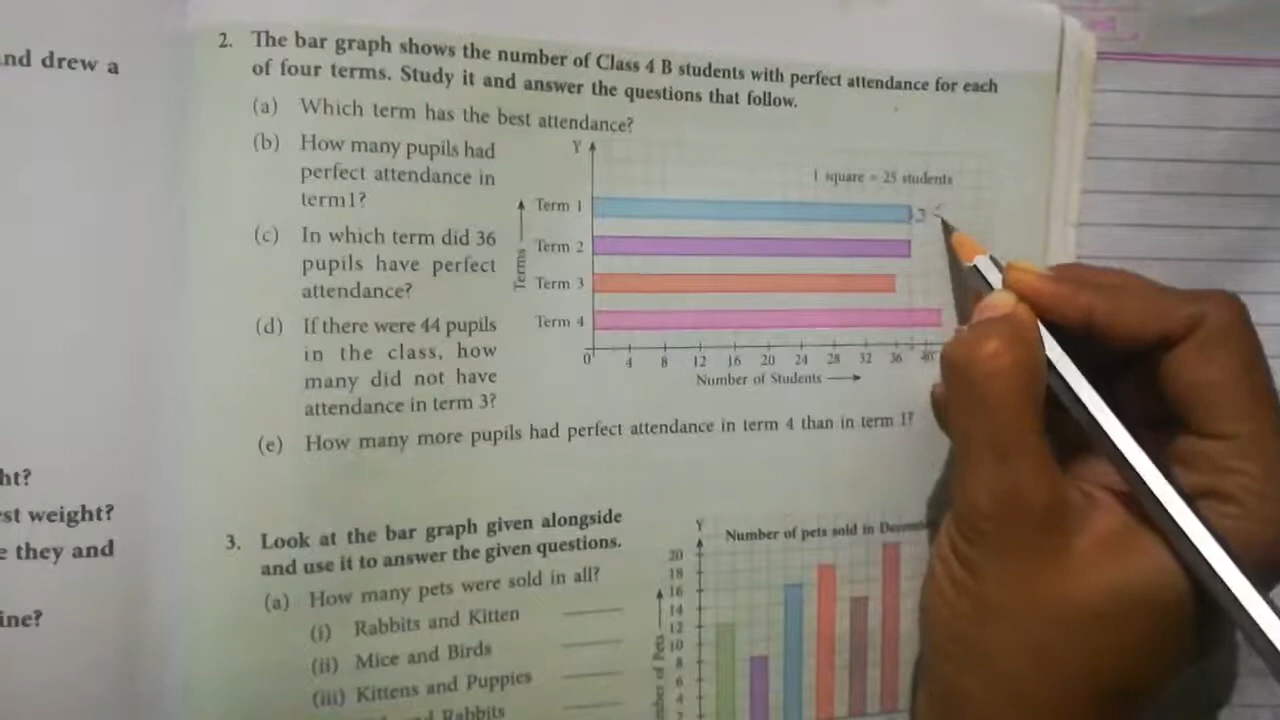 nd drew a
ht?
st weight?
e they and
ine?
2. The bar graph shows the number of Class 4 B students with perfect attendance for each
of four terms. Study it and answer the questions that follow.
(a) Which term has the best attendance?
(b) How many pupils had
perfect attendance in
term1?
(c) In which term did 36
pupils have perfect
attendance?
(d) If there were 44 pupils
in the class, how
many did not have
attendance in term 3?
(e) How many more pupils had perfect attendance in term 4 than in term 1?
Y
1 square = 25 students
Terms
Term 1
Term 2
Term 3
Term 4
0 4 8 12 16 20 24 28 32 36 40
Number of Students
3. Look at the bar graph given alongside
and use it to answer the given questions.
(a) How many pets were sold in all?
(i) Rabbits and Kitten
(ii) Mice and Birds
(iii) Kittens and Puppies
Rabbits
Y
Number of pets sold in
of Pets
20
18
16
14
12
10
8
6
4